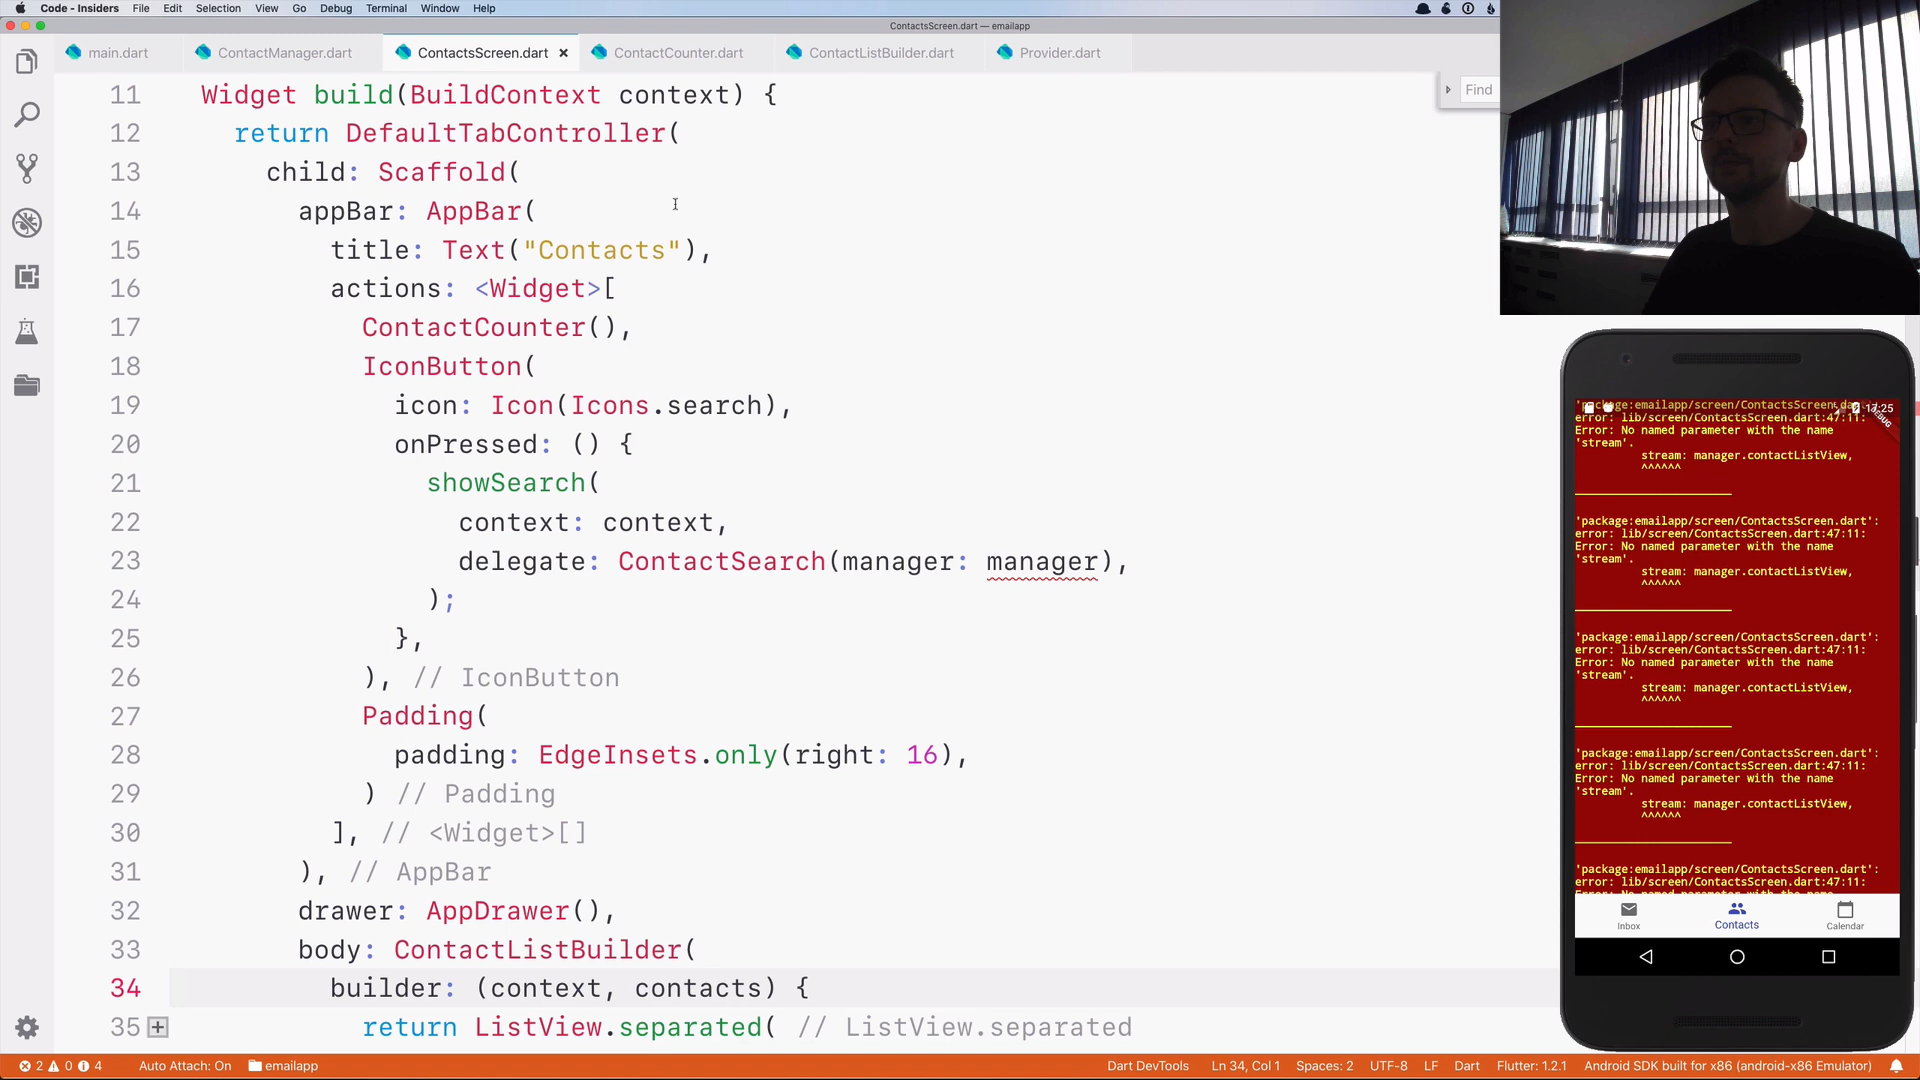 Code - Insiders File Edit Selection View Go Debug Terminal Window Help
ContactsScreen.dart — emailapp
main.dart ContactManager.dart ContactsScreen.dart ContactCounter.dart ContactListBuilder.dart Provider.dart
Find
11 Widget build(BuildContext context) {
12 return DefaultTabController(
13 child: Scaffold(
14 appBar: AppBar(
15 title: Text("Contacts"),
16 actions: <Widget>[
17 ContactCounter(),
18 IconButton(
19 icon: Icon(Icons.search),
20 onPressed: () {
21 showSearch(
22 context: context,
23 delegate: ContactSearch(manager: manager),
24 );
25 },
26 ), // IconButton
27 Padding(
28 padding: EdgeInsets.only(right: 16),
29 ) // Padding
30 ], // <Widget>[]
31 ), // AppBar
32 drawer: AppDrawer(),
33 body: ContactListBuilder(
34 builder: (context, contacts) {
35 return ListView.separated( // ListView.separated
'package:emailapp/screen/ContactsScreen.dart':
17:25
DEBUG
error: lib/screen/ContactsScreen.dart:47:11:
Error: No named parameter with the name
'stream'.
stream: manager.contactListView,
^^^^^^
'package:emailapp/screen/ContactsScreen.dart':
error: lib/screen/ContactsScreen.dart:47:11:
Error: No named parameter with the name
'stream'.
stream: manager.contactListView,
^^^^^^
'package:emailapp/screen/ContactsScreen.dart':
error: lib/screen/ContactsScreen.dart:47:11:
Error: No named parameter with the name
'stream'.
stream: manager.contactListView,
^^^^^^
'package:emailapp/screen/ContactsScreen.dart':
error: lib/screen/ContactsScreen.dart:47:11:
Error: No named parameter with the name
'stream'.
stream: manager.contactListView,
^^^^^^
'package:emailapp/screen/ContactsScreen.dart':
error: lib/screen/ContactsScreen.dart:47:11:
Error: No named parameter with the name
Inbox Contacts Calendar
2 0 4 Auto Attach: On emailapp Dart DevTools Ln 34, Col 1 Spaces: 2 UTF-8 LF Dart Flutter: 1.2.1 Android SDK built for x86 (android-x86 Emulator)